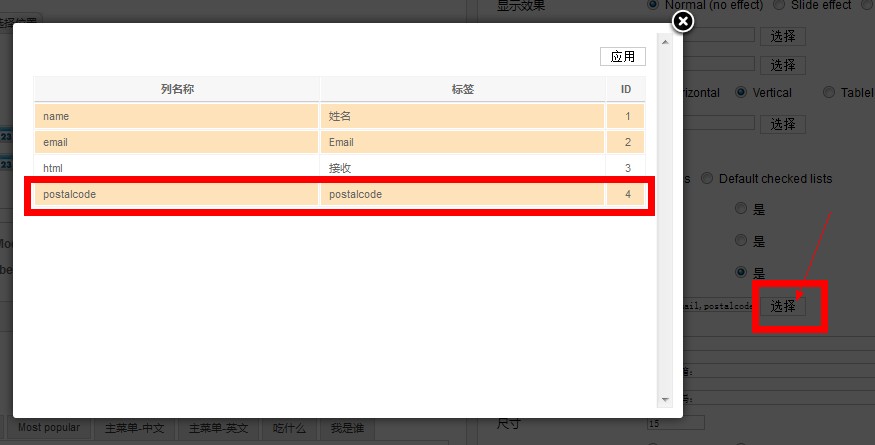 显示效果 Normal (no effect) Slide effect
选择
应用
选择
列名称 标签 ID
rizontal Vertical
name 姓名 1
选择
email Email 2
html 接收 3
Default checked lists
postalcode postalcode 4
是
是
是
ail,postalcode 选择
尺寸 15
Most popular 主菜单-中文 主菜单-英文 吃什么 我是谁